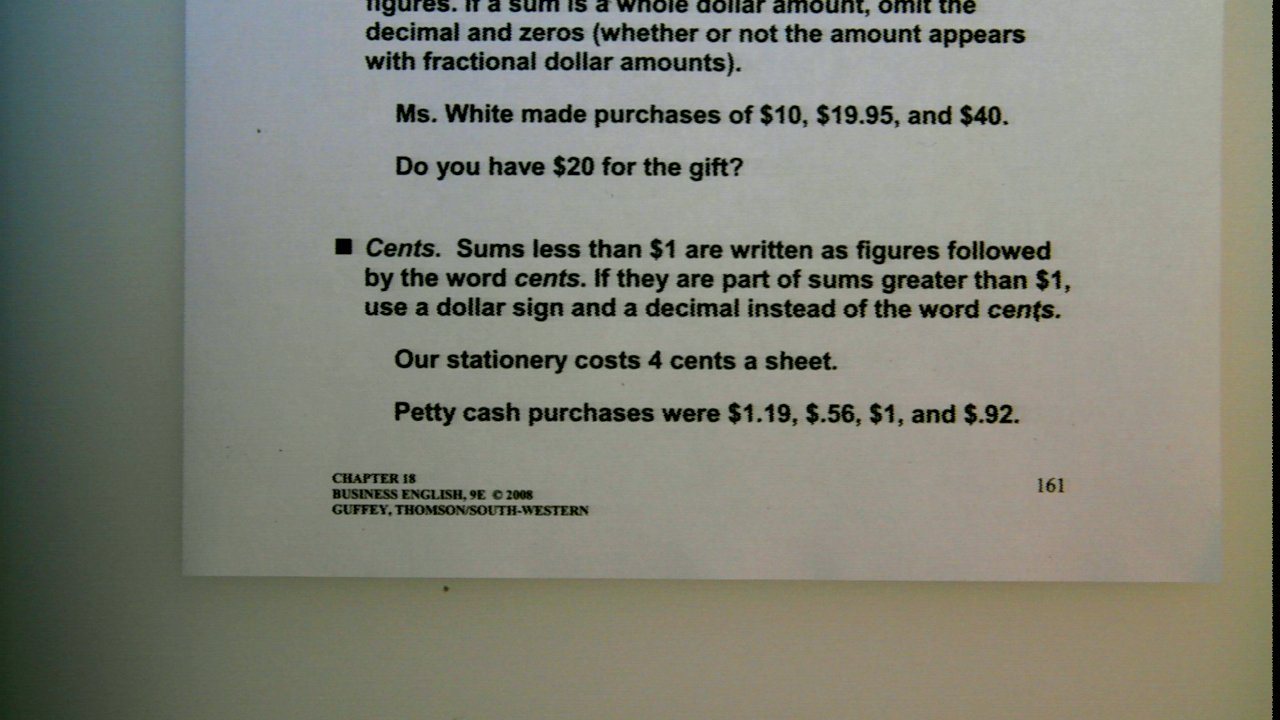 figures. If a sum is a whole dollar amount, omit the
decimal and zeros (whether or not the amount appears
with fractional dollar amounts).
Ms. White made purchases of $10, $19.95, and $40.
Do you have $20 for the gift?
■ Cents. Sums less than $1 are written as figures followed
by the word cents. If they are part of sums greater than $1,
use a dollar sign and a decimal instead of the word cents.
Our stationery costs 4 cents a sheet.
Petty cash purchases were $1.19, $.56, $1, and $.92.
CHAPTER 18
BUSINESS ENGLISH, 9E © 2008
GUFFEY, THOMSON/SOUTH-WESTERN
161